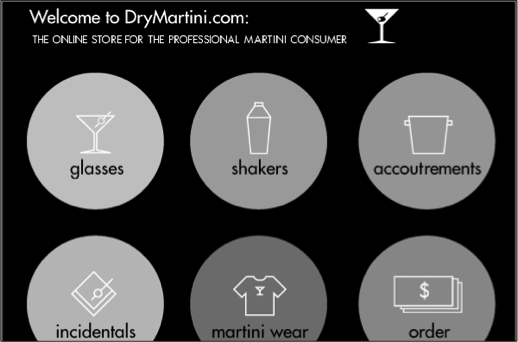 Welcome to DryMartini.com:
THE ONLINE STORE FOR THE PROFESSIONAL MARTINI CONSUMER
glasses
shakers
accoutrements
incidentals
martini wear
$
order